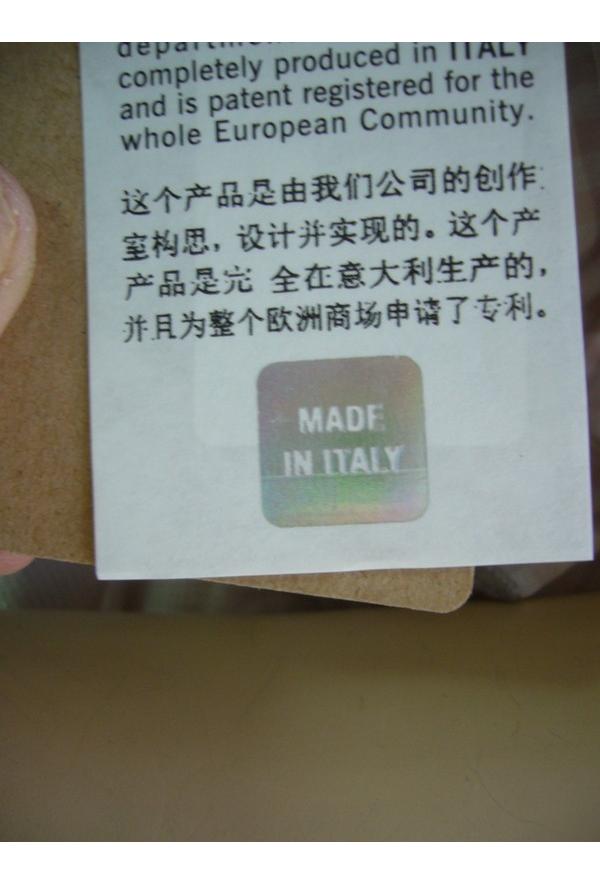 completely produced in ITALY
and is patent registered for the
whole European Community.
这个产品是由我们公司的创作
室构思，设计并实现的。这个产
产品是完 全在意大利生产的，
并且为整个欧洲商场申请了专利。
MADE
IN ITALY